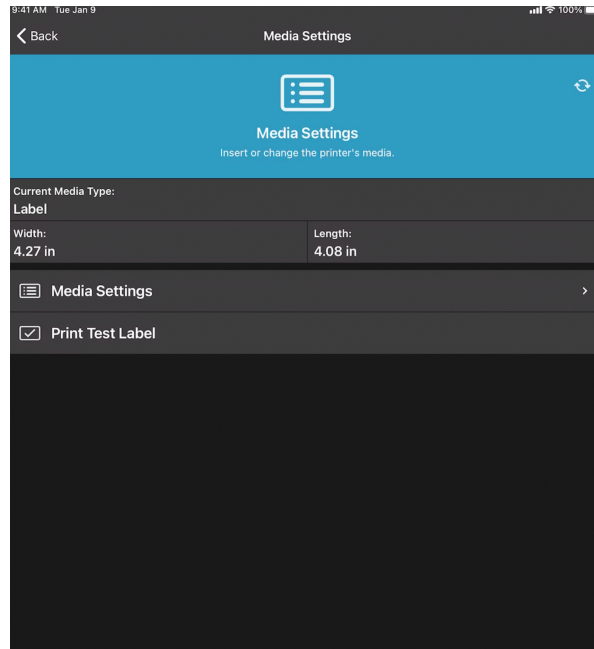 9:41 AM Tue Jan 9 100%
Back Media Settings
Media Settings
Insert or change the printer's media.
Current Media Type:
Label
Width: Length:
4.27 in 4.08 in
Media Settings
Print Test Label